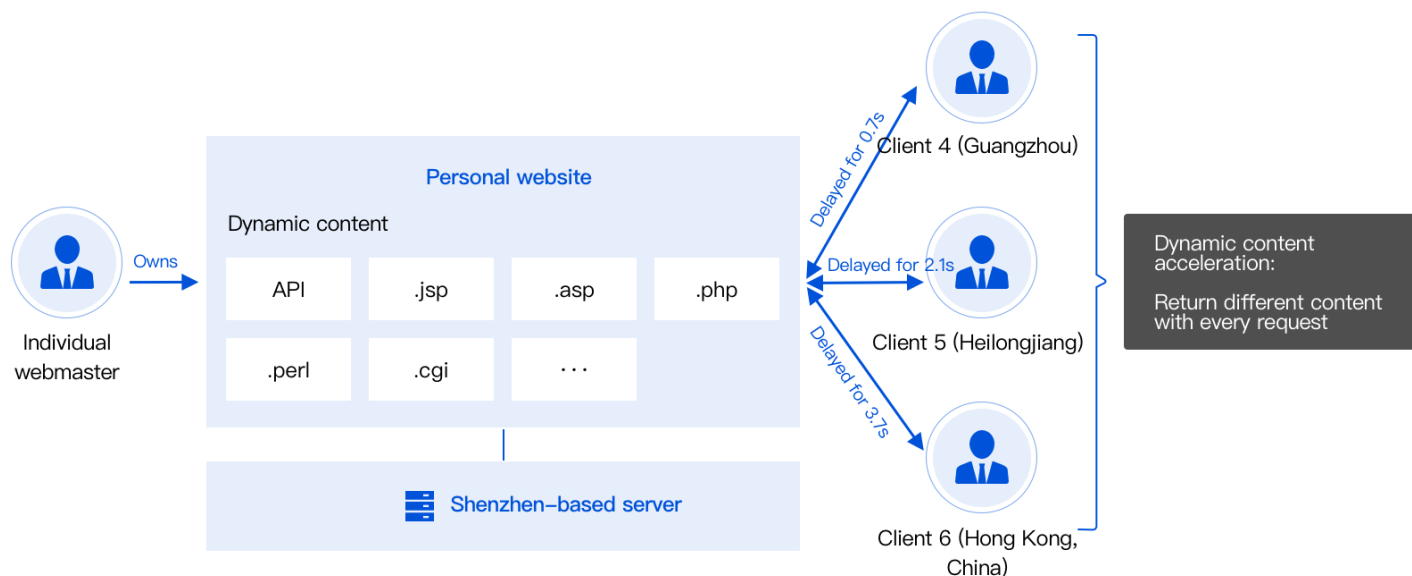 Personal website
Dynamic content
API
.jsp
.asp
.php
.perl
.cgi
...
Owns
Individual
webmaster
Shenzhen-based server
Delayed for 0.7s
Delayed for 2.1s
Delayed for 3.7s
Client 4 (Guangzhou)
Client 5 (Heilongjiang)
Client 6 (Hong Kong,
China)
Dynamic content
acceleration:
Return different content
with every request